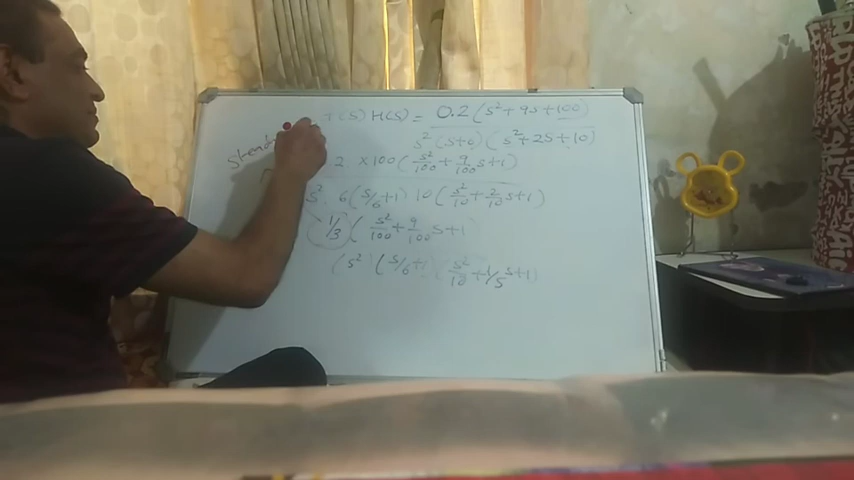 +(S) H(S) = 0.2 (s²+9s+100)
s² (s+6) (s²+2s+10)
2 ×100 (s²/100 + 9/100 s+1)
s² 6 (s/6+1) 10 (s²/10 + 2/10 s+1)
1/3 ( s²/100 + 9/100 s+1
(s²) (s/6+1) (s²/10 + 1/5 s+1)